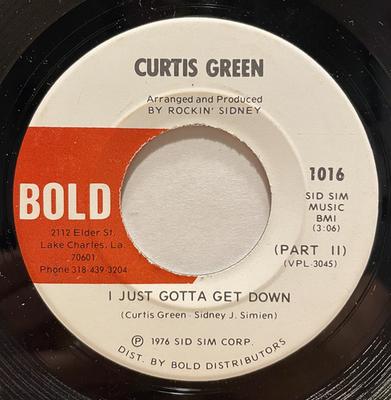 CURTIS GREEN
Arranged and Produced
BY ROCKIN' SIDNEY
BOLD
2112 Elder St.
Lake Charles, La.
70601
Phone 318-439-3204
1016
SID SIM
MUSIC
BMI
(3:06)
(PART II)
(VPL-3045)
I JUST GOTTA GET DOWN
(Curtis Green - Sidney J. Simien)
Ⓟ 1976 SID SIM CORP.
DIST. BY BOLD DISTRIBUTORS